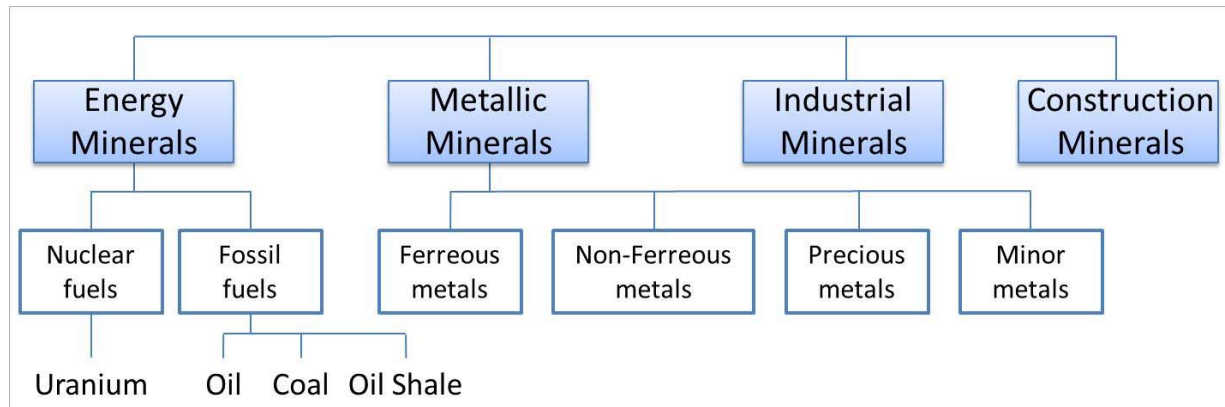 Energy
Minerals
Metallic
Minerals
Industrial
Minerals
Construction
Minerals
Nuclear
fuels
Fossil
fuels
Ferreous
metals
Non-Ferreous
metals
Precious
metals
Minor
metals
Uranium
Oil
Coal
Oil Shale